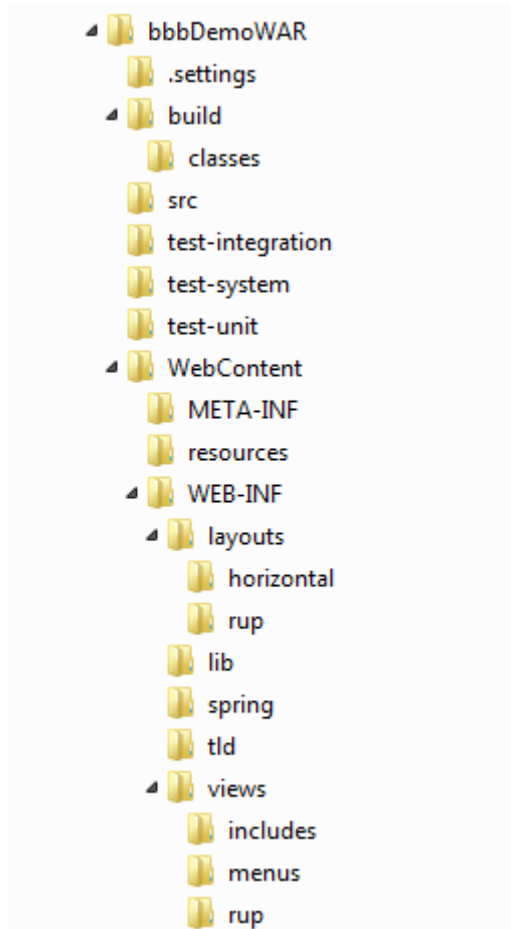 bbbDemoWAR
.settings
build
classes
src
test-integration
test-system
test-unit
WebContent
META-INF
resources
WEB-INF
layouts
horizontal
rup
lib
spring
tld
views
includes
menus
rup